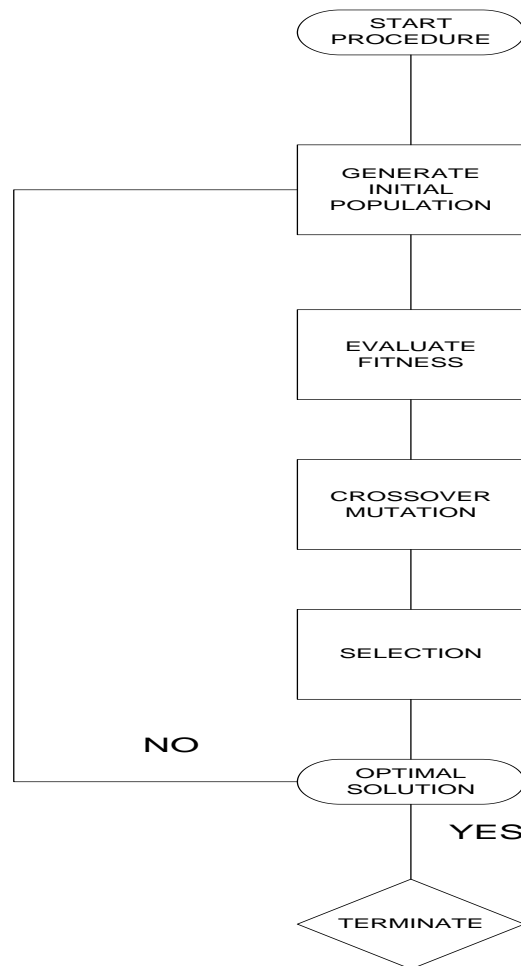 START
PROCEDURE
GENERATE
INITIAL
POPULATION
EVALUATE
FITNESS
CROSSOVER
MUTATION
SELECTION
NO
OPTIMAL
SOLUTION
YES
TERMINATE